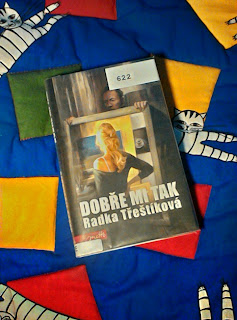 622
DOBŘE MI TAK
Radka Třeštíková